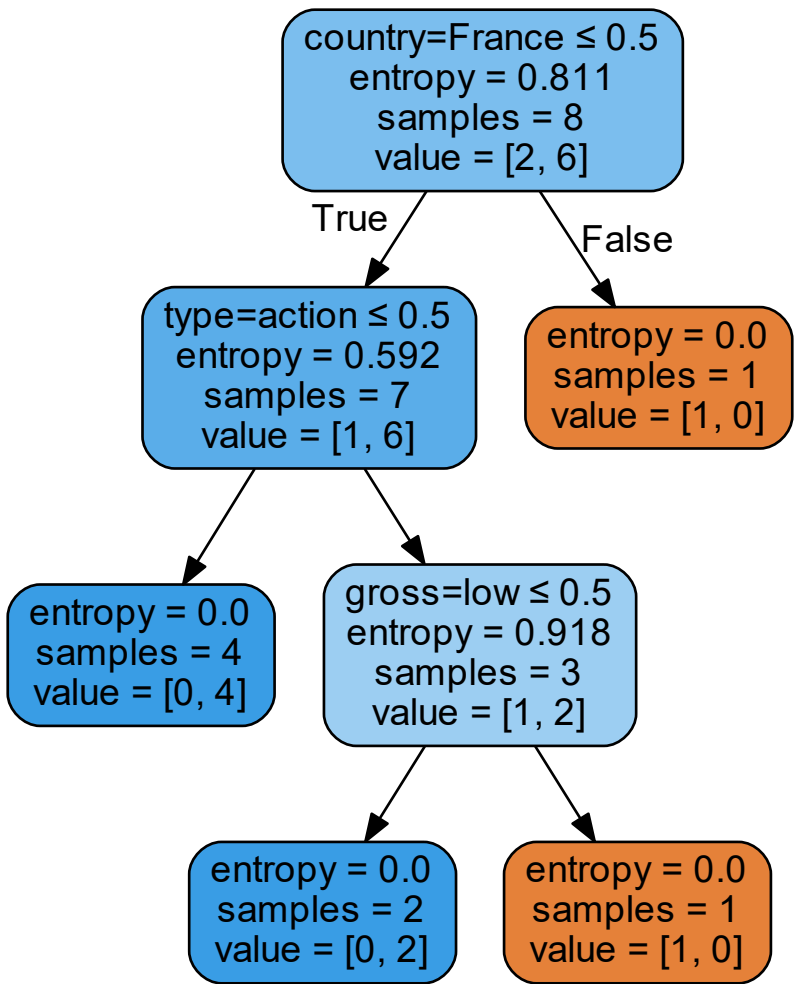 country=France ≤ 0.5
entropy = 0.811
samples = 8
value = [2, 6]
True
False
type=action ≤ 0.5
entropy = 0.592
samples = 7
value = [1, 6]
entropy = 0.0
samples = 1
value = [1, 0]
entropy = 0.0
samples = 4
value = [0, 4]
gross=low ≤ 0.5
entropy = 0.918
samples = 3
value = [1, 2]
entropy = 0.0
samples = 2
value = [0, 2]
entropy = 0.0
samples = 1
value = [1, 0]